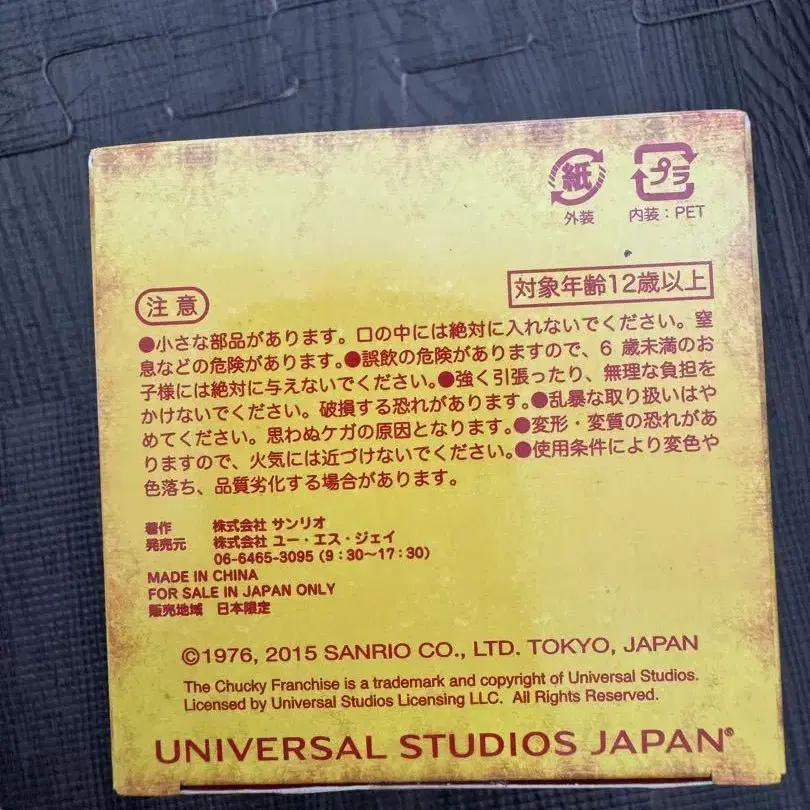 紙 プラ
外装 内装：PET
注意 対象年齢12歳以上
●小さな部品があります。口の中には絶対に入れないでください。窒
息などの危険があります。●誤飲の危険がありますので、6 歳未満のお
子様には絶対に与えないでください。●強く引張ったり、無理な負担を
かけないでください。破損する恐れがあります。●乱暴な取り扱いはや
めてください。思わぬケガの原因となります。●変形・変質の恐れがあ
りますので、火気には近づけないでください。●使用条件により変色や
色落ち、品質劣化する場合があります。
著作 株式会社 サンリオ
発売元 株式会社 ユー・エス・ジェイ
06-6465-3095（9：30～17：30）
MADE IN CHINA
FOR SALE IN JAPAN ONLY
販売地域 日本限定
©1976, 2015 SANRIO CO., LTD. TOKYO, JAPAN
The Chucky Franchise is a trademark and copyright of Universal Studios.
Licensed by Universal Studios Licensing LLC. All Rights Reserved.
UNIVERSAL STUDIOS JAPAN®